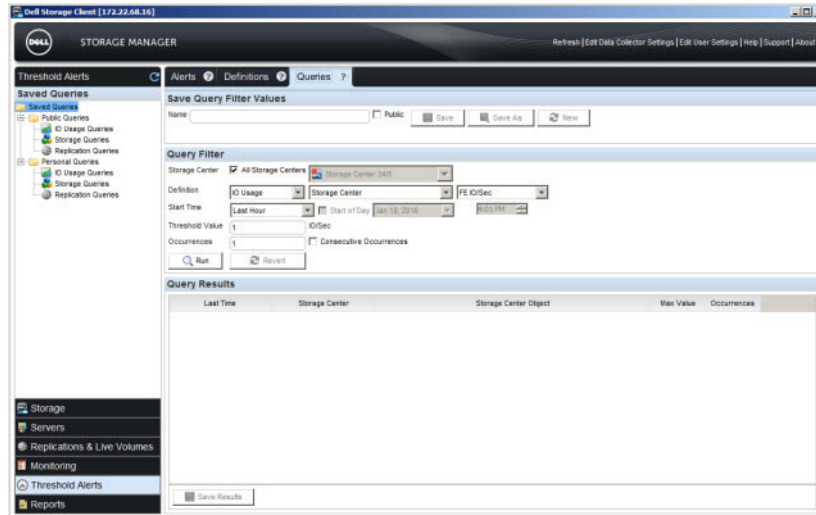 Dell Storage Client [172.22.68.16]
DELL STORAGE MANAGER
Refresh | Edit Data Collector Settings | Edit User Settings | Help | Support | About
Threshold Alerts
Alerts ? Definitions ? Queries ?
Saved Queries
Saved Queries
Public Queries
IO Usage Queries
Storage Queries
Replication Queries
Personal Queries
IO Usage Queries
Storage Queries
Replication Queries
Save Query Filter Values
Name Public Save Save As New
Query Filter
Storage Center All Storage Centers Storage Center
Definition IO Usage Storage Center FE IO/Sec
Start Time Last Hour Start of Day Jan 18, 2016 6:01 PM
Threshold Value 1 IO/Sec
Occurrences 1 Consecutive Occurrences
Run Revert
Query Results
Last Time Storage Center Storage Center Object Max Value Occurrences
Save Results
Storage
Servers
Replications & Live Volumes
Monitoring
Threshold Alerts
Reports